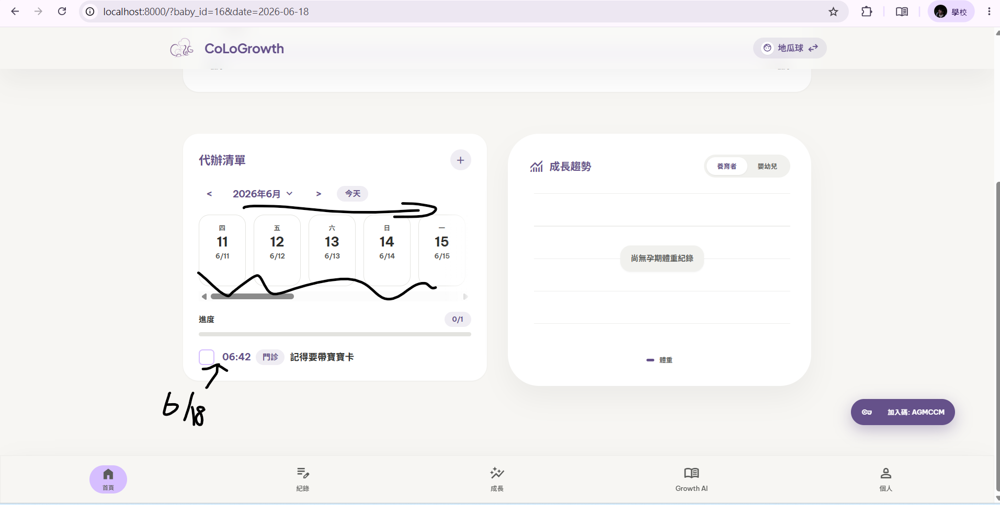 localhost:8000/?baby_id=16&date=2026-06-18
學校
CoLoGrowth
地瓜球
代辦清單
+
< 2026年6月 > 今天
四 五 六 日 一
11 12 13 14 15
6/11 6/12 6/13 6/14 6/15
進度 0/1
06:42 門診 記得要帶寶寶卡
6/18
成長趨勢 養育者 嬰幼兒
尚無孕期體重紀錄
體重
加入碼: AGMCCM
首頁 紀錄 成長 Growth AI 個人